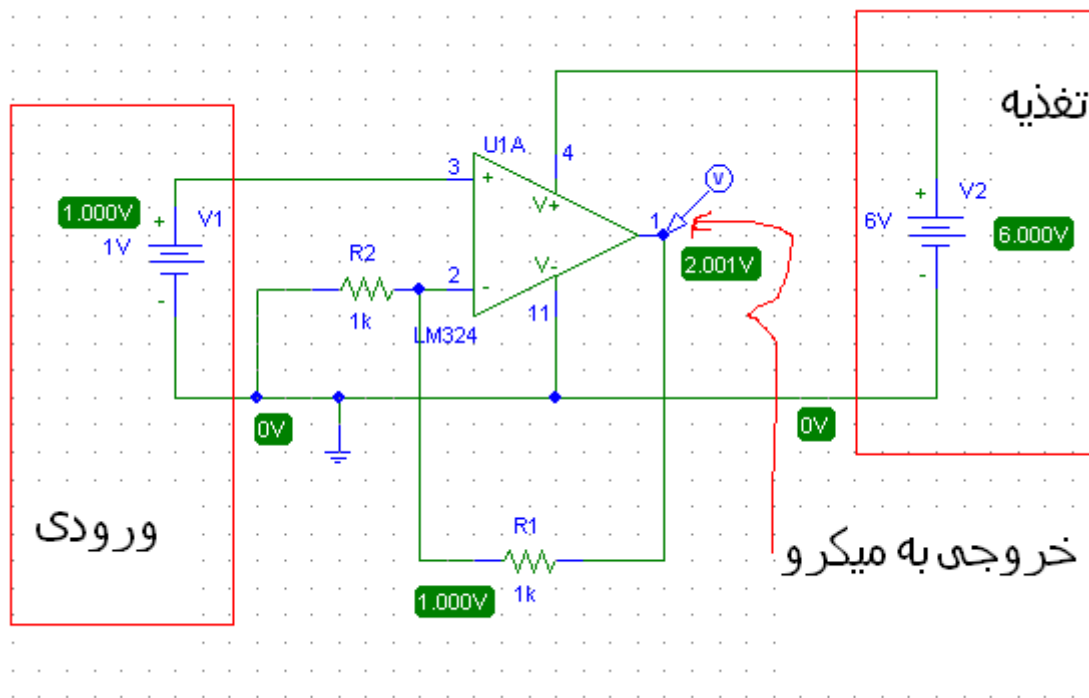 تغذیه
U1A
4
3
+
V+
1
V
V2
+
6V
-
6.000V
1.000V
+
V1
1V
-
2.001V
R2
1k
2
-
V-
11
LM324
0V
0V
ورودی
خروجی به میکرو
R1
1k
1.000V